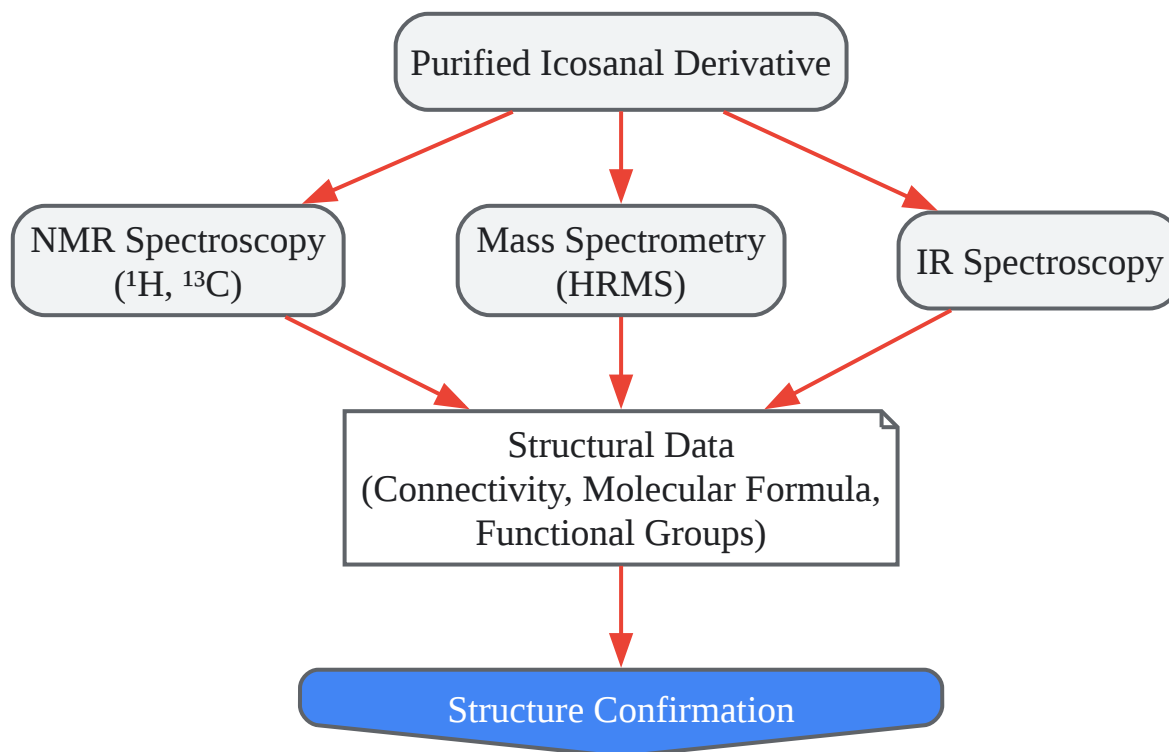 Purified Icosanal Derivative
NMR Spectroscopy
(¹H, ¹³C)
Mass Spectrometry
(HRMS)
IR Spectroscopy
Structural Data
(Connectivity, Molecular Formula,
Functional Groups)
Structure Confirmation